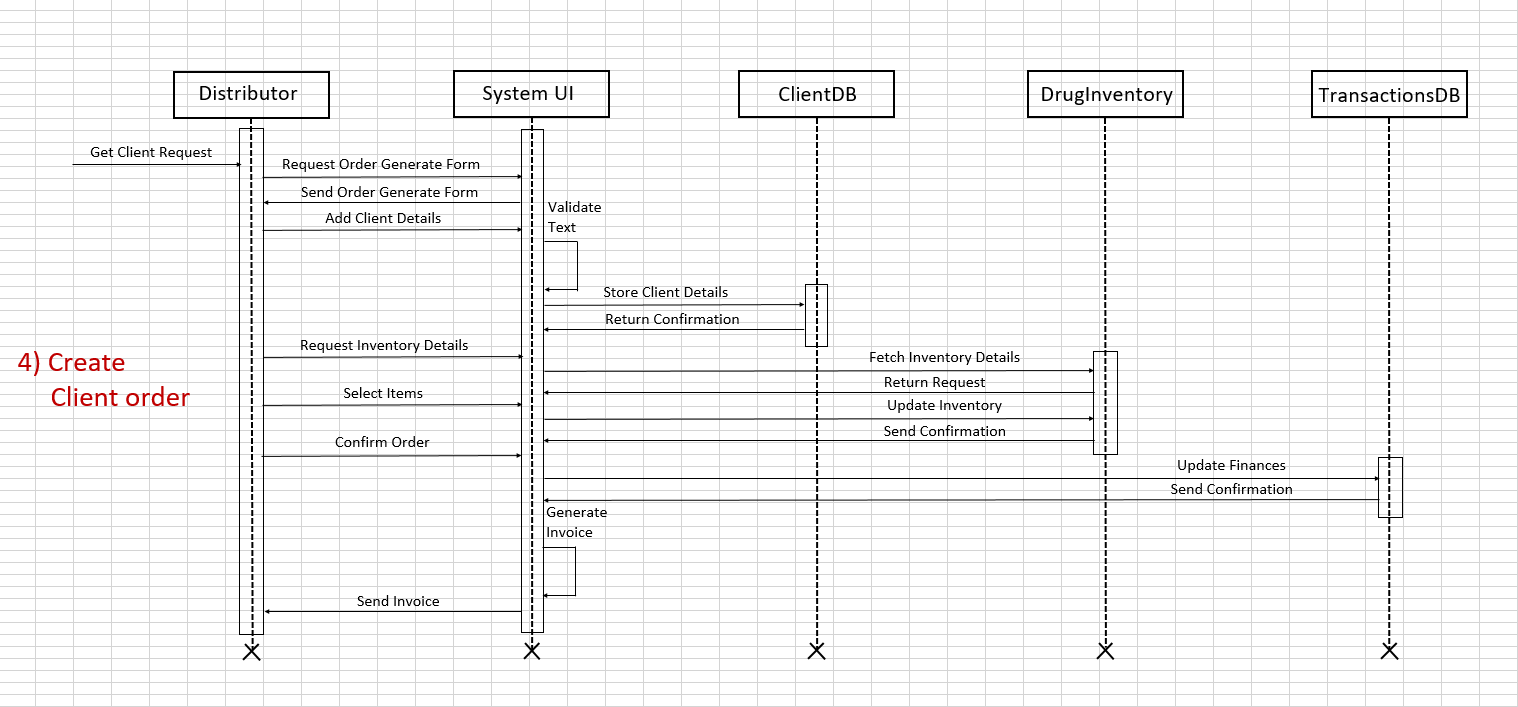 Distributor
System UI
ClientDB
DrugInventory
TransactionsDB
Get Client Request
Request Order Generate Form
Send Order Generate Form
Add Client Details
Validate
Text
Store Client Details
Return Confirmation
Request Inventory Details
Fetch Inventory Details
4) Create
Client order
Return Request
Select Items
Update Inventory
Send Confirmation
Confirm Order
Update Finances
Send Confirmation
Generate
Invoice
Send Invoice